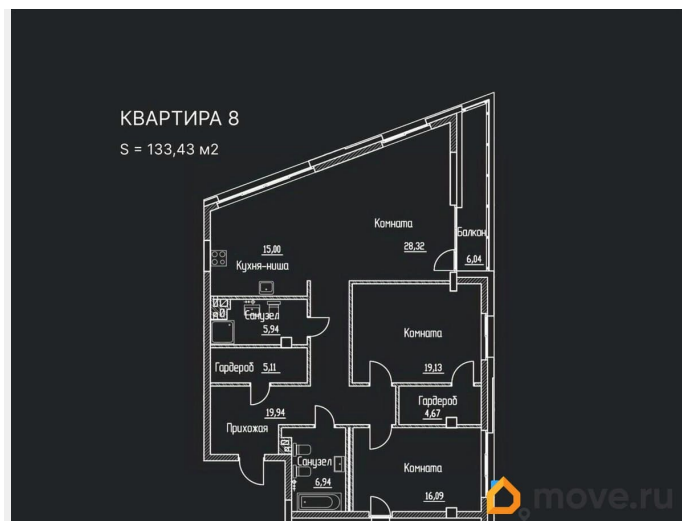 КВАРТИРА 8
S = 133,43 м2
Комната
28,32
Балкон
6,04
15,00
Кухня-ниша
Санузел
5,94
Комната
19,13
Гардероб 5,11
Гардероб
4,67
19,94
Прихожая
Санузел
6,94
Комната
16,09
move.ru